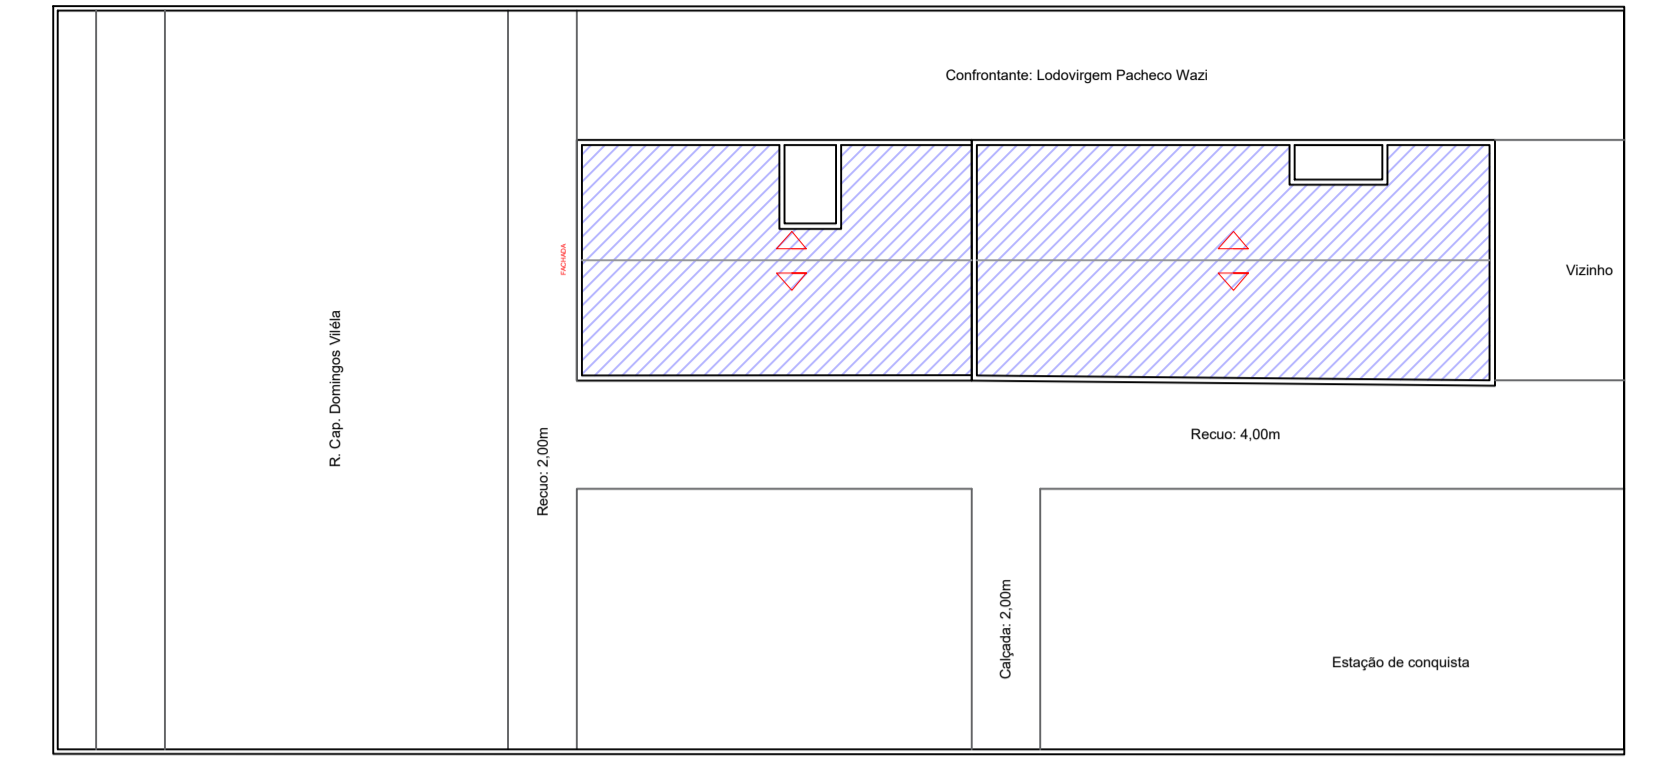 Confrontante: Lodovirgem Pacheco Wazi
FACHADA
Vizinho
R. Cap. Domingos Viléla
Recuo: 2,00m
Recuo: 4,00m
Calçada: 2,00m
Estação de conquista